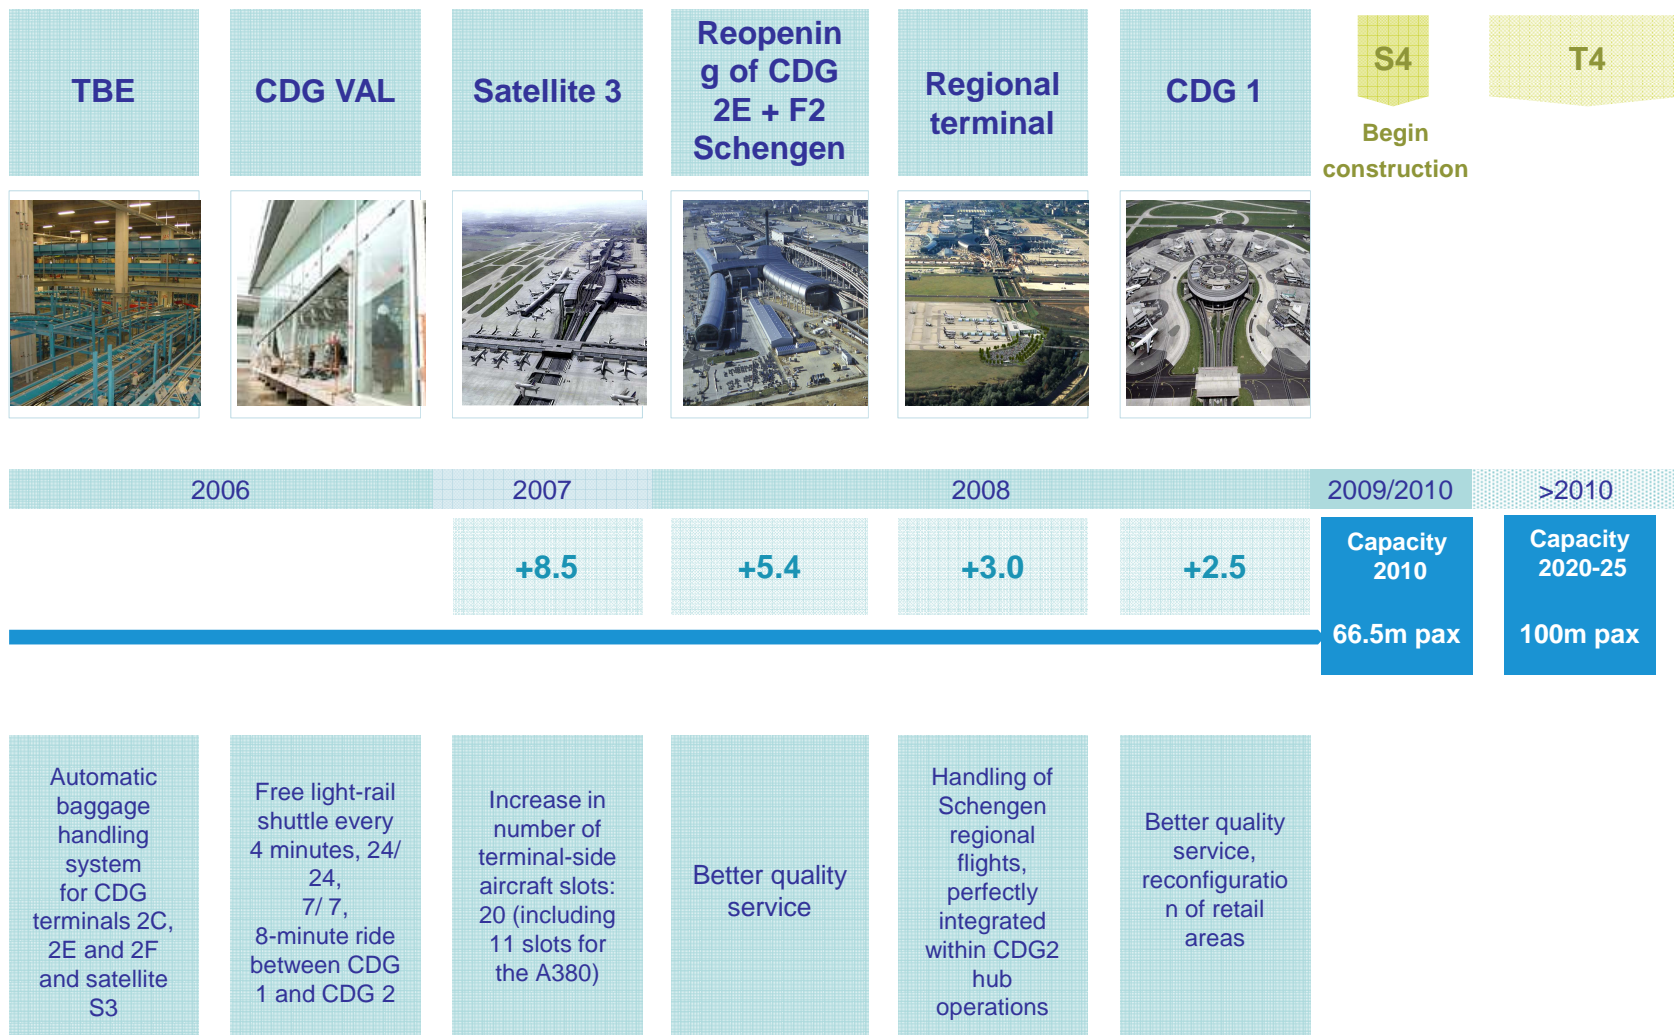 TBE
CDG VAL
Satellite 3
Reopenin
g of CDG
2E + F2
Schengen
Regional
terminal
CDG 1
S4
Begin
construction
T4
2006
2007
2008
2009/2010
>2010
+8.5
+5.4
+3.0
+2.5
Capacity
2010
66.5m pax
Capacity
2020-25
100m pax
Automatic
baggage
handling
system
for CDG
terminals 2C,
2E and 2F
and satellite
S3
Free light-rail
shuttle every
4 minutes, 24/
24,
7/ 7,
8-minute ride
between CDG
1 and CDG 2
Increase in
number of
terminal-side
aircraft slots:
20 (including
11 slots for
the A380)
Better quality
service
Handling of
Schengen
regional
flights,
perfectly
integrated
within CDG2
hub
operations
Better quality
service,
reconfiguratio
n of retail
areas